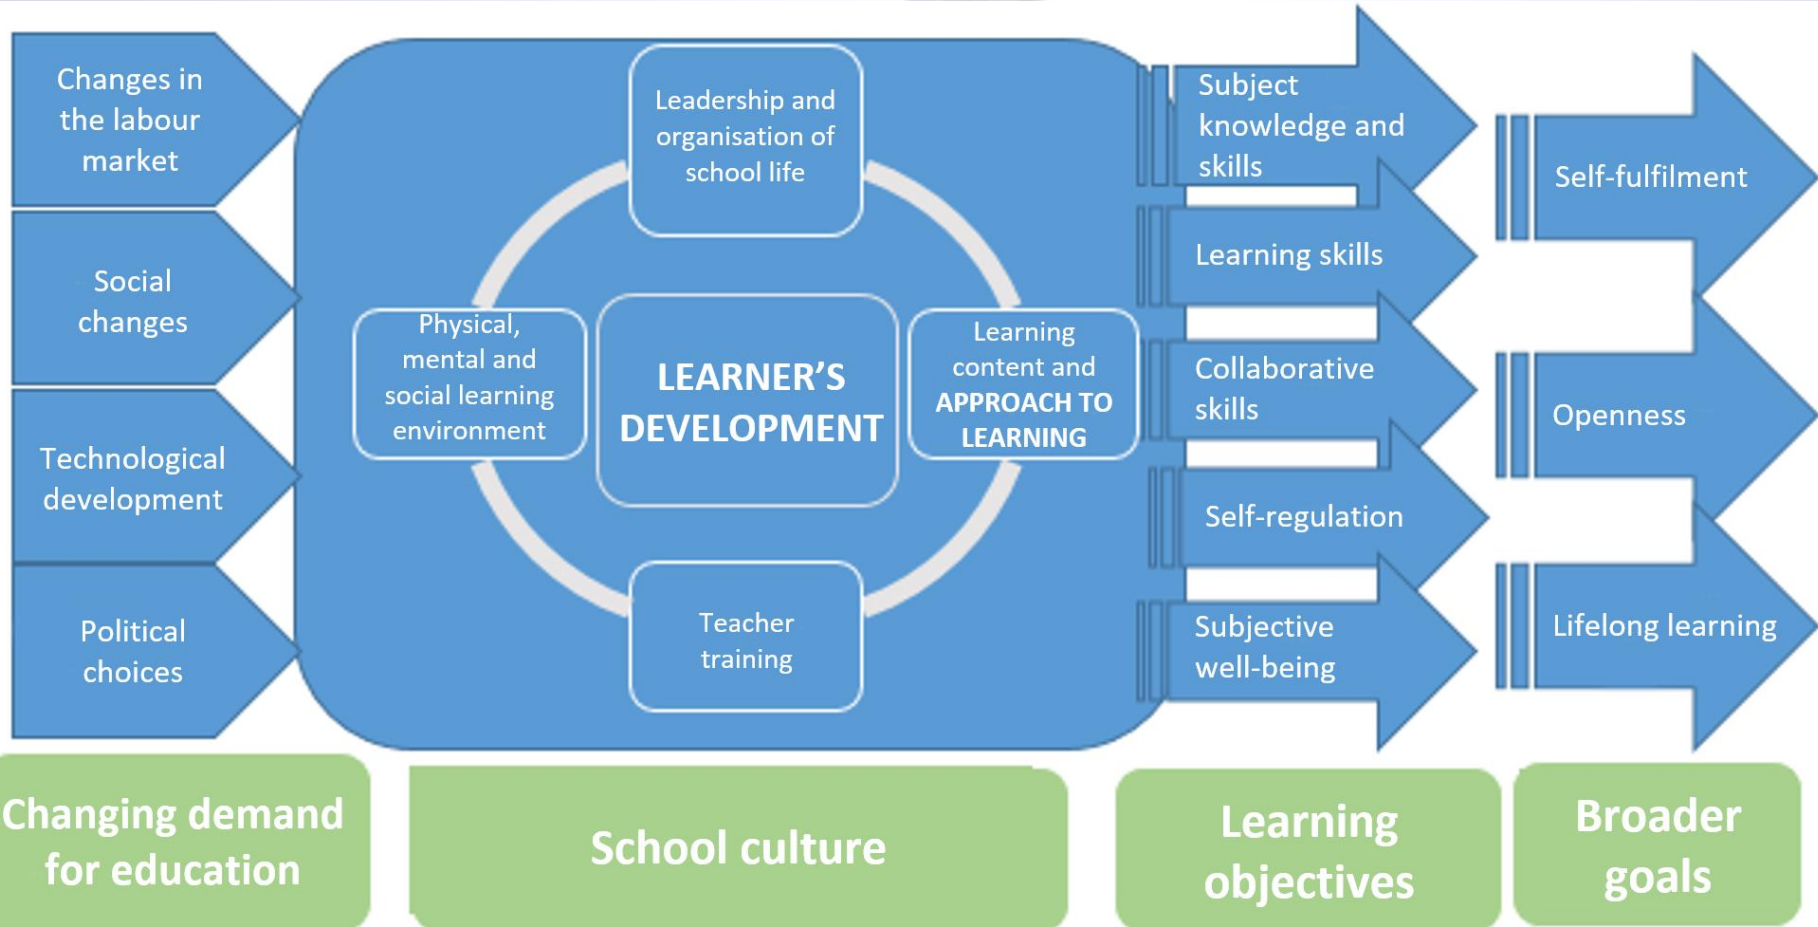 Changes in
the labour
market
Social
changes
Technological
development
Political
choices
Leadership and
organisation of
school life
Physical,
mental and
social learning
environment
LEARNER'S
DEVELOPMENT
Learning
content and
APPROACH TO
LEARNING
Teacher
training
Subject
knowledge and
skills
Learning skills
Collaborative
skills
Self-regulation
Subjective
well-being
Self-fulfilment
Openness
Lifelong learning
Changing demand
for education
School culture
Learning
objectives
Broader
goals